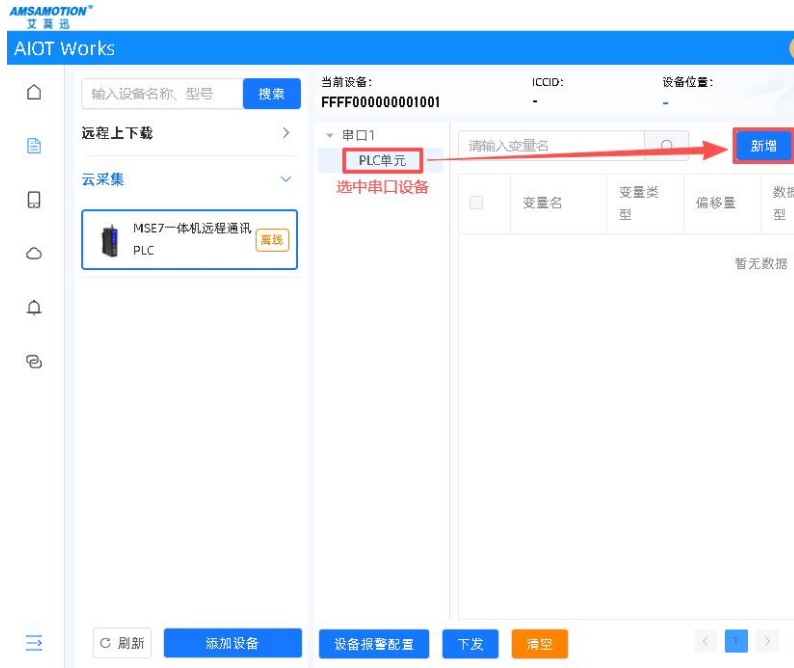 AMSAMOTION®
艾莫迅
AIOT Works
输入设备名称、型号
搜索
远程上下载
云采集
MSE7一体机远程通讯
PLC
离线
刷新
添加设备
当前设备:
FFFF000000001001
ICCID:
-
设备位置:
-
串口1
PLC单元
选中串口设备
请输入变量名
新增
变量名
变量类
型
偏移量
数据
型
暂无数据
设备报警配置
下发
清空
1